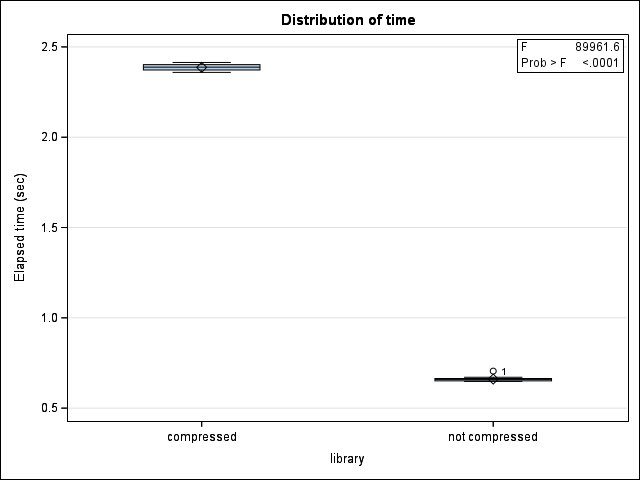 Distribution of time
F 89961.6
Prob > F <.0001
2.5
2.0
1.5
1.0
0.5
Elapsed time (sec)
1
compressed not compressed
library